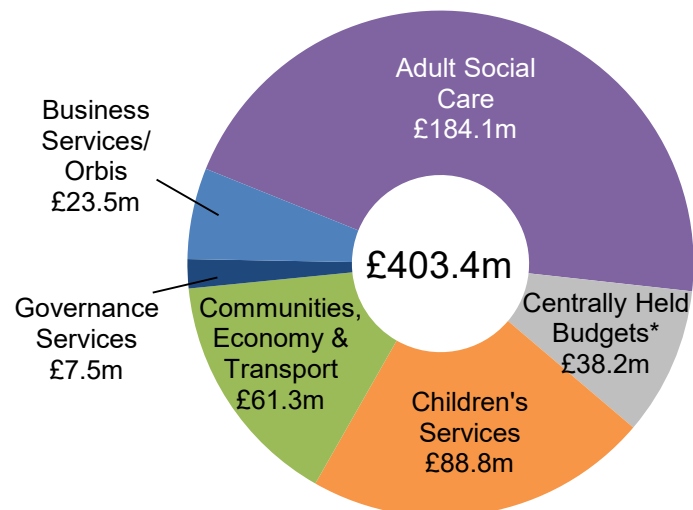 Adult Social
Care
£184.1m
Business
Services/
Orbis
£23.5m
£403.4m
Governance
Services
£7.5m
Communities,
Economy &
Transport
£61.3m
Centrally Held
Budgets*
£38.2m
Children's
Services
£88.8m